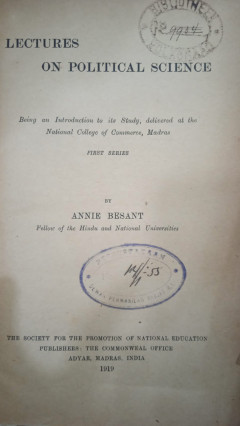 LECTURES
ON POLITICAL SCIENCE
Being an Introduction to its Study, delivered at the
National College of Commerce, Madras
FIRST SERIES
BY
ANNIE BESANT
Fellow of the Hindu and National Universities
THE SOCIETY FOR THE PROMOTION OF NATIONAL EDUCATION
PUBLISHERS: THE COMMONWEAL OFFICE
ADYAR, MADRAS, INDIA
1919